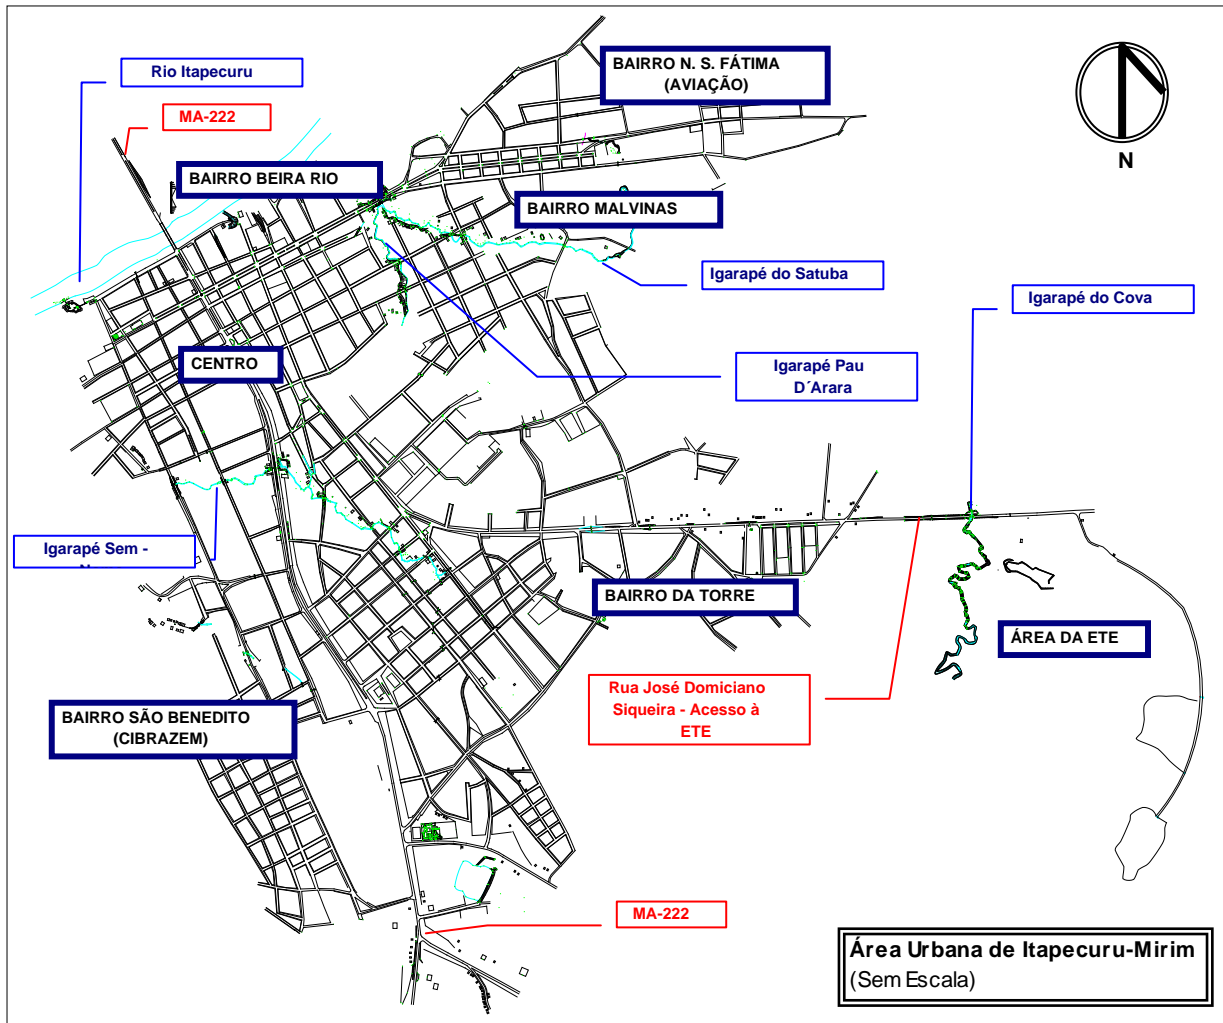 BAIRRO N. S. FÁTIMA
(AVIAÇÃO)
Rio Itapecuru
MA-222
N
BAIRRO BEIRA RIO
BAIRRO MALVINAS
Igarapé do Satuba
Igarapé do Cova
CENTRO
Igarapé Pau
D´Arara
Igarapé Sem -
BAIRRO DA TORRE
ÁREA DA ETE
Rua José Domiciano
Siqueira - Acesso à
ETE
BAIRRO SÃO BENEDITO
(CIBRAZEM)
MA-222
Área Urbana de Itapecuru-Mirim
(Sem Escala)